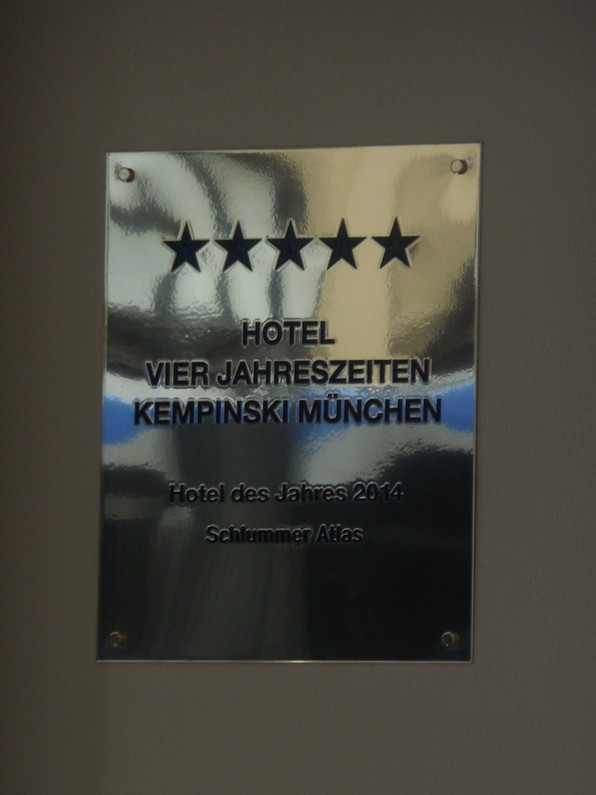 HOTEL
VIER JAHRESZEITEN
KEMPINSKI MÜNCHEN
Hotel des Jahres 2014
Schlummer Atlas